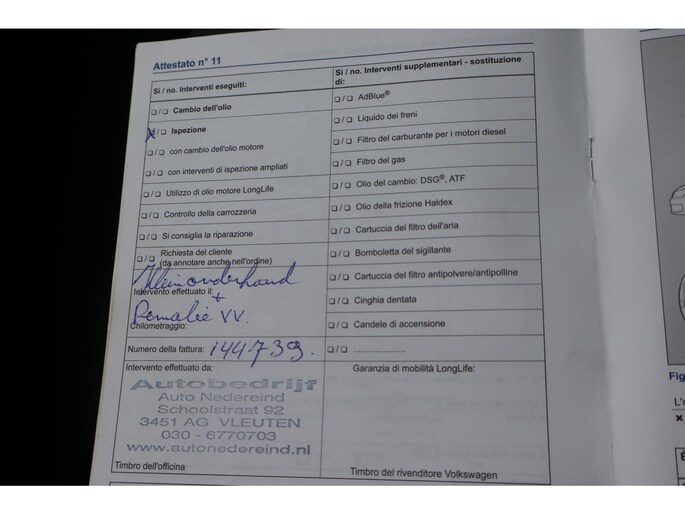 Attestato n° 11
Si / no. Interventi eseguiti:
❏ / ❏ Cambio dell'olio
❏ / ❏ Ispezione
❏ / ❏ con cambio dell'olio motore
❏ / ❏ con interventi di ispezione ampliati
❏ / ❏ Utilizzo di olio motore LongLife
❏ / ❏ Controllo della carrozzeria
❏ / ❏ Si consiglia la riparazione
❏ / ❏ Richiesta del cliente
(da annotare anche nell'ordine)
Kleinonderhoud
Intervento effettuato il:
+
Remolie VV.
Chilometraggio:
Numero della fattura: 144739.
Intervento effettuato da:
Autobedrijf
Auto Nedereind
Schoolstraat 92
3451 AG VLEUTEN
030 - 6770703
www.autonedereind.nl
Timbro dell'officina
Si / no. Interventi supplementari - sostituzione
di:
❏ / ❏ AdBlue®
❏ / ❏ Liquido dei freni
❏ / ❏ Filtro del carburante per i motori diesel
❏ / ❏ Filtro del gas
❏ / ❏ Olio del cambio: DSG®, ATF
❏ / ❏ Olio della frizione Haldex
❏ / ❏ Cartuccia del filtro dell'aria
❏ / ❏ Bomboletta del sigillante
❏ / ❏ Cartuccia del filtro antipolvere/antipolline
❏ / ❏ Cinghia dentata
❏ / ❏ Candele di accensione
❏ / ❏ ......................
Garanzia di mobilità LongLife:
Timbro del rivenditore Volkswagen
Fig
L'